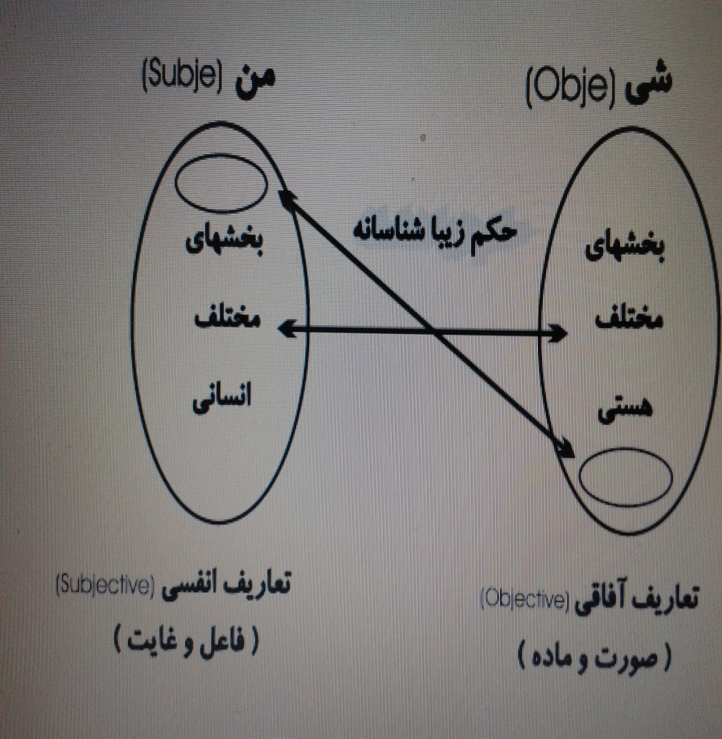 شی (Obje)
بخشهای
مختلف
هستی
تعاریف آفاقی (Objective)
( صورت و ماده )
حکم زیبا شناسانه
من (Subje)
بخشهای
مختلف
انسانی
تعاریف انفسی (Subjective)
( فاعل و غایت )